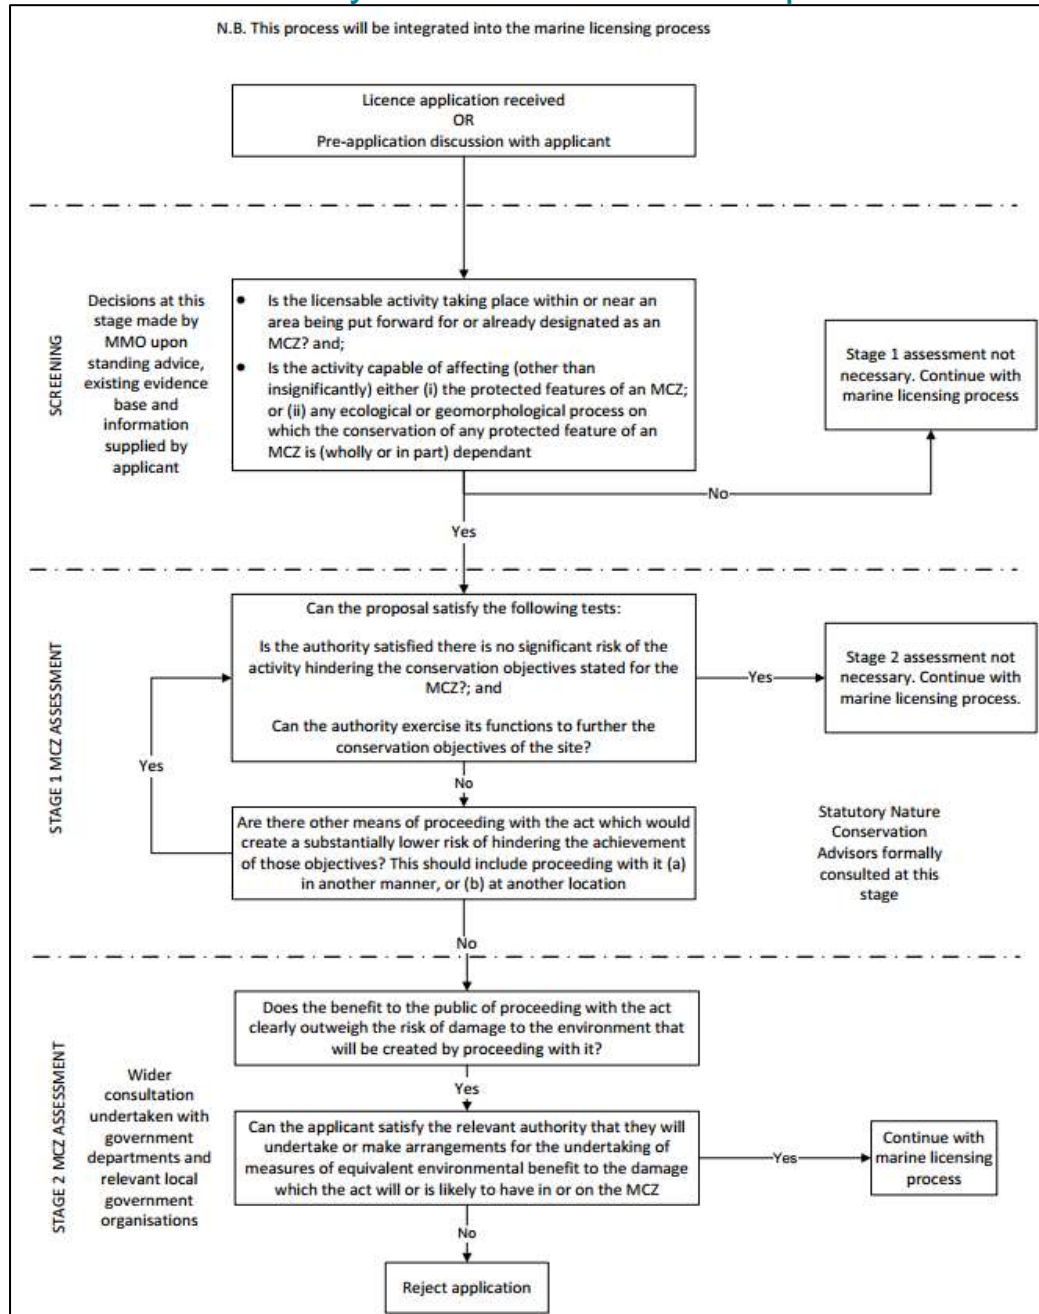 N.B. This process will be integrated into the marine licensing process
Licence application received
OR
Pre-application discussion with applicant
SCREENING
Decisions at this
stage made by
MMO upon
standing advice,
existing evidence
base and
information
supplied by
applicant
• Is the licensable activity taking place within or near an
area being put forward for or already designated as an
MCZ? and;
• Is the activity capable of affecting (other than
insignificantly) either (i) the protected features of an MCZ;
or (ii) any ecological or geomorphological process on
which the conservation of any protected feature of an
MCZ is (wholly or in part) dependant
Stage 1 assessment not
necessary. Continue with
marine licensing process
No
Yes
STAGE 1 MCZ ASSESSMENT
Can the proposal satisfy the following tests:
Is the authority satisfied there is no significant risk of the
activity hindering the conservation objectives stated for the
MCZ?; and
Can the authority exercise its functions to further the
conservation objectives of the site?
Yes
Stage 2 assessment not
necessary. Continue with
marine licensing process.
Yes
No
Are there other means of proceeding with the act which would
create a substantially lower risk of hindering the achievement
of those objectives? This should include proceeding with it (a)
in another manner, or (b) at another location
Statutory Nature
Conservation
Advisors formally
consulted at this
stage
No
STAGE 2 MCZ ASSESSMENT
Wider
consultation
undertaken with
government
departments and
relevant local
government
organisations
Does the benefit to the public of proceeding with the act
clearly outweigh the risk of damage to the environment that
will be created by proceeding with it?
Yes
Can the applicant satisfy the relevant authority that they will
undertake or make arrangements for the undertaking of
measures of equivalent environmental benefit to the damage
which the act will or is likely to have in or on the MCZ
Yes
Continue with
marine licensing
process
No
Reject application